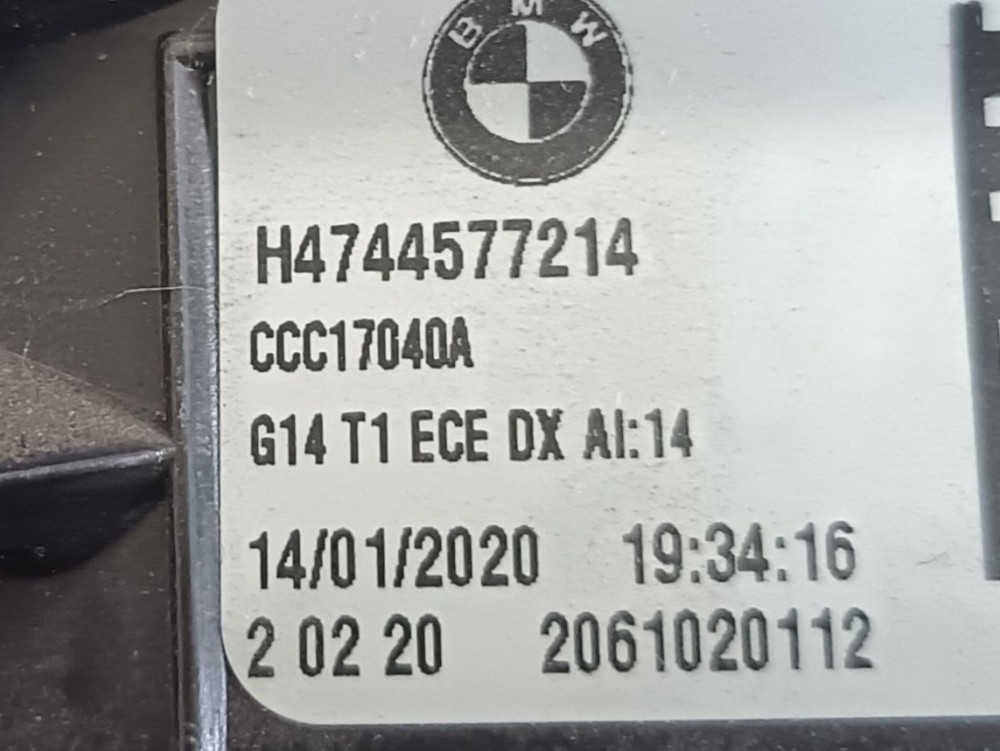 BMW
H4744577214
CCC17040A
G14 T1 ECE DX AI:14
14/01/2020 19:34:16
2 02 20 2061020112